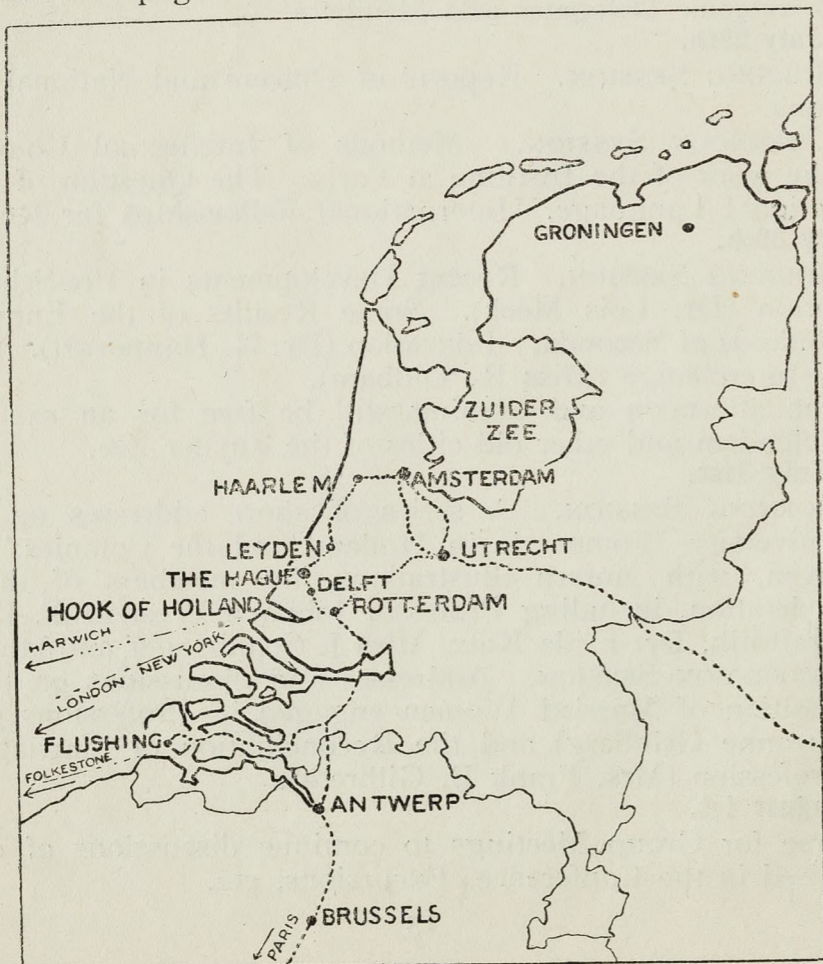 GRONINGEN
ZUIDER
ZEE
HAARLEM
AMSTERDAM
LEYDEN
UTRECHT
THE HAGUE
DELFT
HOOK OF HOLLAND
ROTTERDAM
HARWICH
LONDON NEW YORK
FLUSHING
FOLKESTONE
ANTWERP
BRUSSELS
PARIS